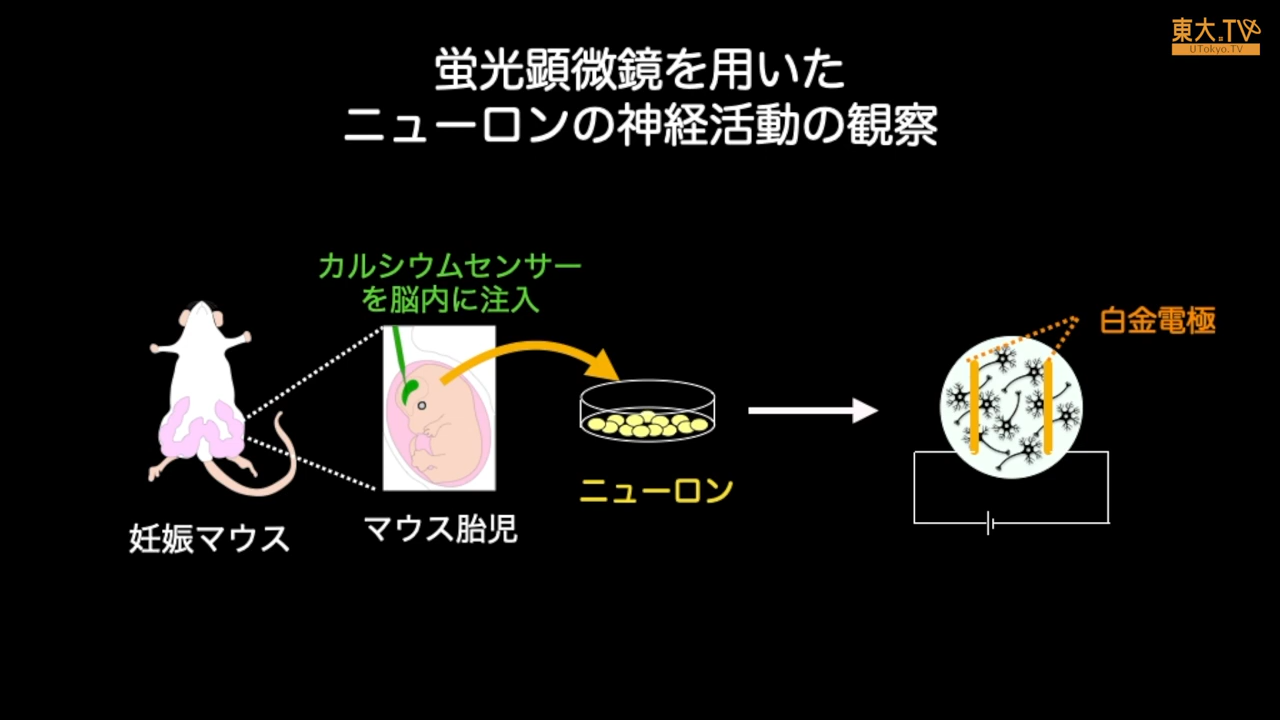 東大.TV
UTokyo.TV
蛍光顕微鏡を用いた
ニューロンの神経活動の観察
カルシウムセンサー
を脳内に注入
白金電極
ニューロン
マウス胎児
妊娠マウス